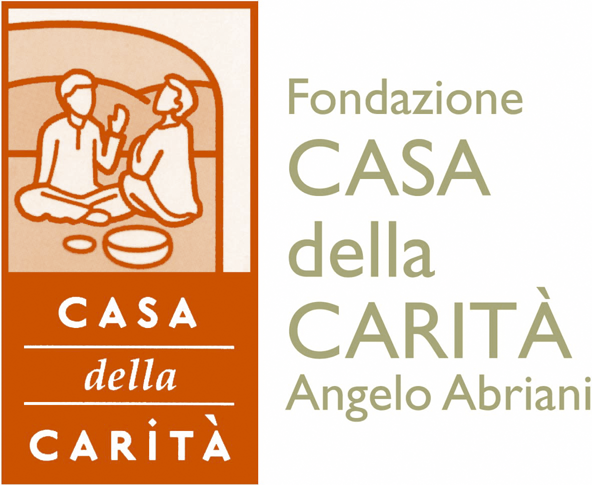 CASA
della
CARiTÀ
Fondazione
CASA
della
CARITÀ
Angelo Abriani